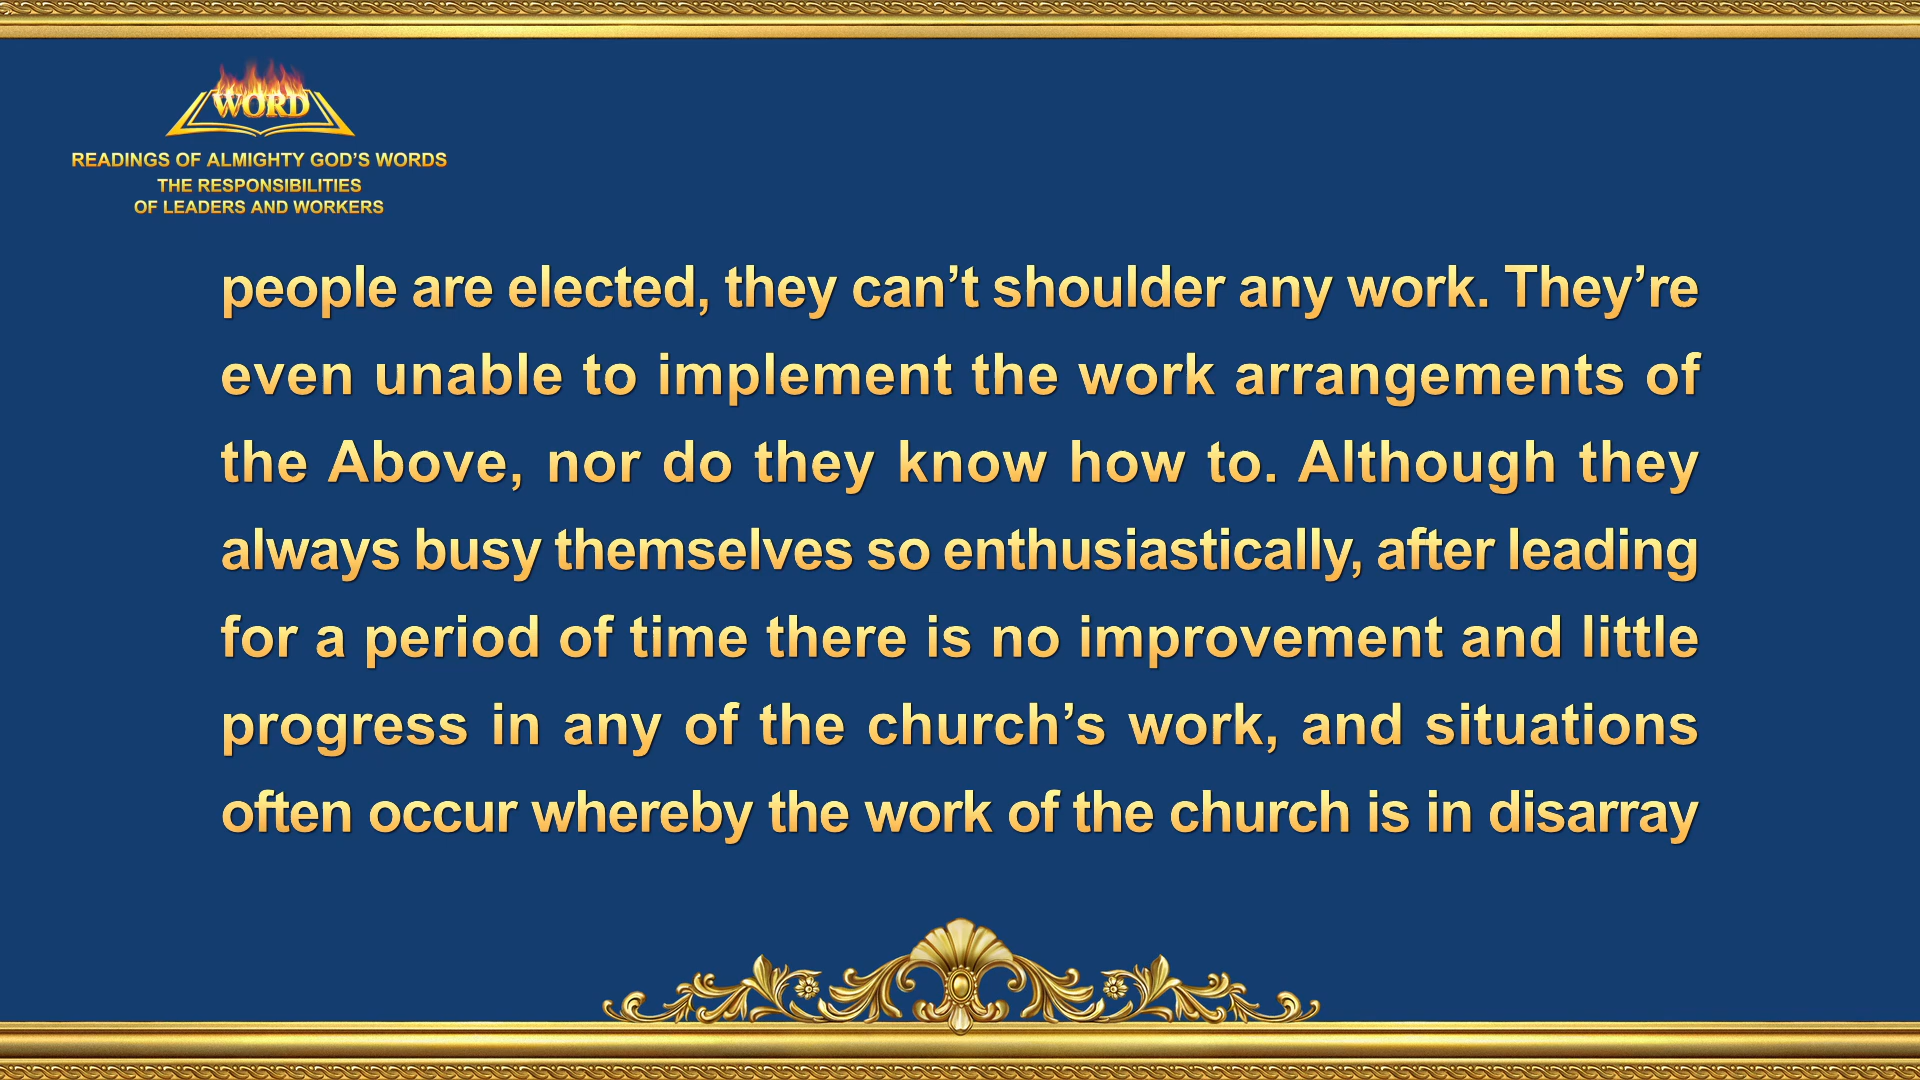 WORD
READINGS OF ALMIGHTY GOD’S WORDS
THE RESPONSIBILITIES
OF LEADERS AND WORKERS
people are elected, they can’t shoulder any work. They’re
even unable to implement the work arrangements of
the Above, nor do they know how to. Although they
always busy themselves so enthusiastically, after leading
for a period of time there is no improvement and little
progress in any of the church’s work, and situations
often occur whereby the work of the church is in disarray